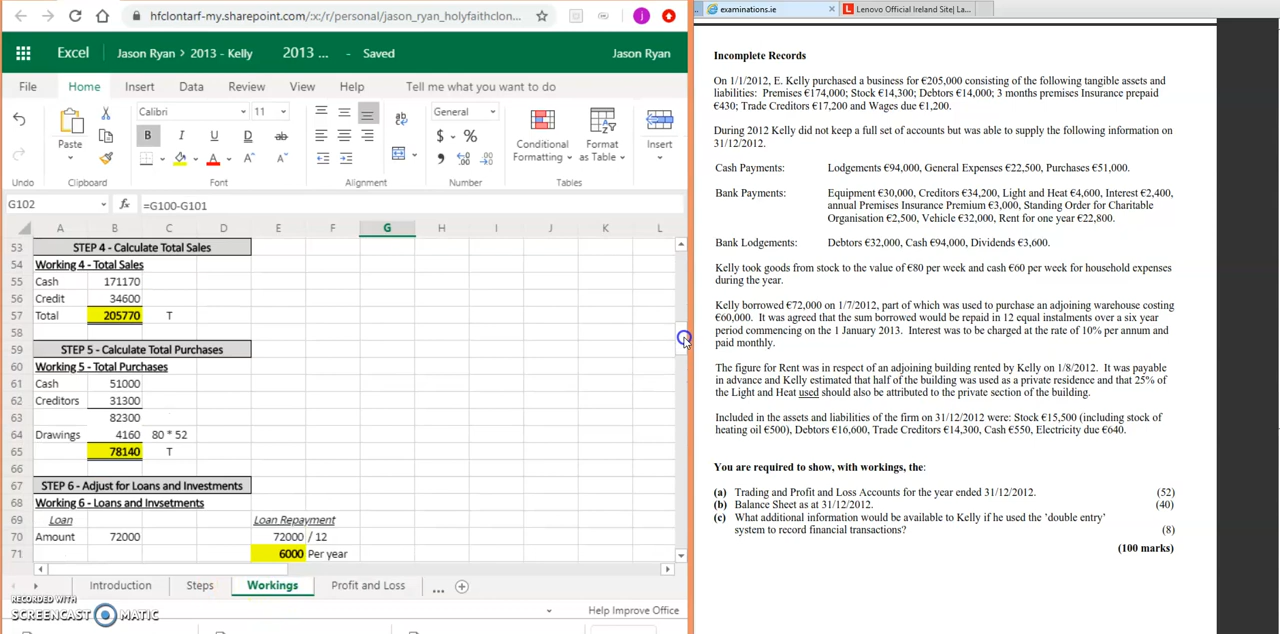 hfclontarf-my.sharepoint.com/:x:/r/personal/jason_ryan_holyfaithclon...
j
examinations.ie
Lenovo Official Ireland Site| La...
Excel
Jason Ryan > 2013 - Kelly
2013 ... - Saved
Jason Ryan
File
Home
Insert
Data
Review
View
Help
Tell me what you want to do
Paste
Calibri
11
General
B I U D ab
A A A
$ %
Conditional
Formatting
Format
as Table
Insert
Undo
Clipboard
Font
Alignment
Number
Tables
G102
fx
=G100-G101
A B C D E F G H I J K L
53 STEP 4 - Calculate Total Sales
54 Working 4 - Total Sales
55 Cash 171170
56 Credit 34600
57 Total 205770 T
58
59 STEP 5 - Calculate Total Purchases
60 Working 5 - Total Purchases
61 Cash 51000
62 Creditors 31300
63 82300
64 Drawings 4160 80 * 52
65 78140 T
66
67 STEP 6 - Adjust for Loans and Investments
68 Working 6 - Loans and Invsetments
69 Loan Loan Repayment
70 Amount 72000 72000 / 12
71 6000 Per year
Introduction
Steps
Workings
Profit and Loss
...
RECORDED WITH
SCREENCAST MATIC
Help Improve Office
Incomplete Records
On 1/1/2012, E. Kelly purchased a business for €205,000 consisting of the following tangible assets and
liabilities: Premises €174,000; Stock €14,300; Debtors €14,000; 3 months premises Insurance prepaid
€430; Trade Creditors €17,200 and Wages due €1,200.
During 2012 Kelly did not keep a full set of accounts but was able to supply the following information on
31/12/2012.
Cash Payments: Lodgements €94,000, General Expenses €22,500, Purchases €51,000.
Bank Payments: Equipment €30,000, Creditors €34,200, Light and Heat €4,600, Interest €2,400,
annual Premises Insurance Premium €3,000, Standing Order for Charitable
Organisation €2,500, Vehicle €32,000, Rent for one year €22,800.
Bank Lodgements: Debtors €32,000, Cash €94,000, Dividends €3,600.
Kelly took goods from stock to the value of €80 per week and cash €60 per week for household expenses
during the year.
Kelly borrowed €72,000 on 1/7/2012, part of which was used to purchase an adjoining warehouse costing
€60,000. It was agreed that the sum borrowed would be repaid in 12 equal instalments over a six year
period commencing on the 1 January 2013. Interest was to be charged at the rate of 10% per annum and
paid monthly.
The figure for Rent was in respect of an adjoining building rented by Kelly on 1/8/2012. It was payable
in advance and Kelly estimated that half of the building was used as a private residence and that 25% of
the Light and Heat used should also be attributed to the private section of the building.
Included in the assets and liabilities of the firm on 31/12/2012 were: Stock €15,500 (including stock of
heating oil €500), Debtors €16,600, Trade Creditors €14,300, Cash €550, Electricity due €640.
You are required to show, with workings, the:
(a) Trading and Profit and Loss Accounts for the year ended 31/12/2012. (52)
(b) Balance Sheet as at 31/12/2012. (40)
(c) What additional information would be available to Kelly if he used the 'double entry'
system to record financial transactions? (8)
(100 marks)